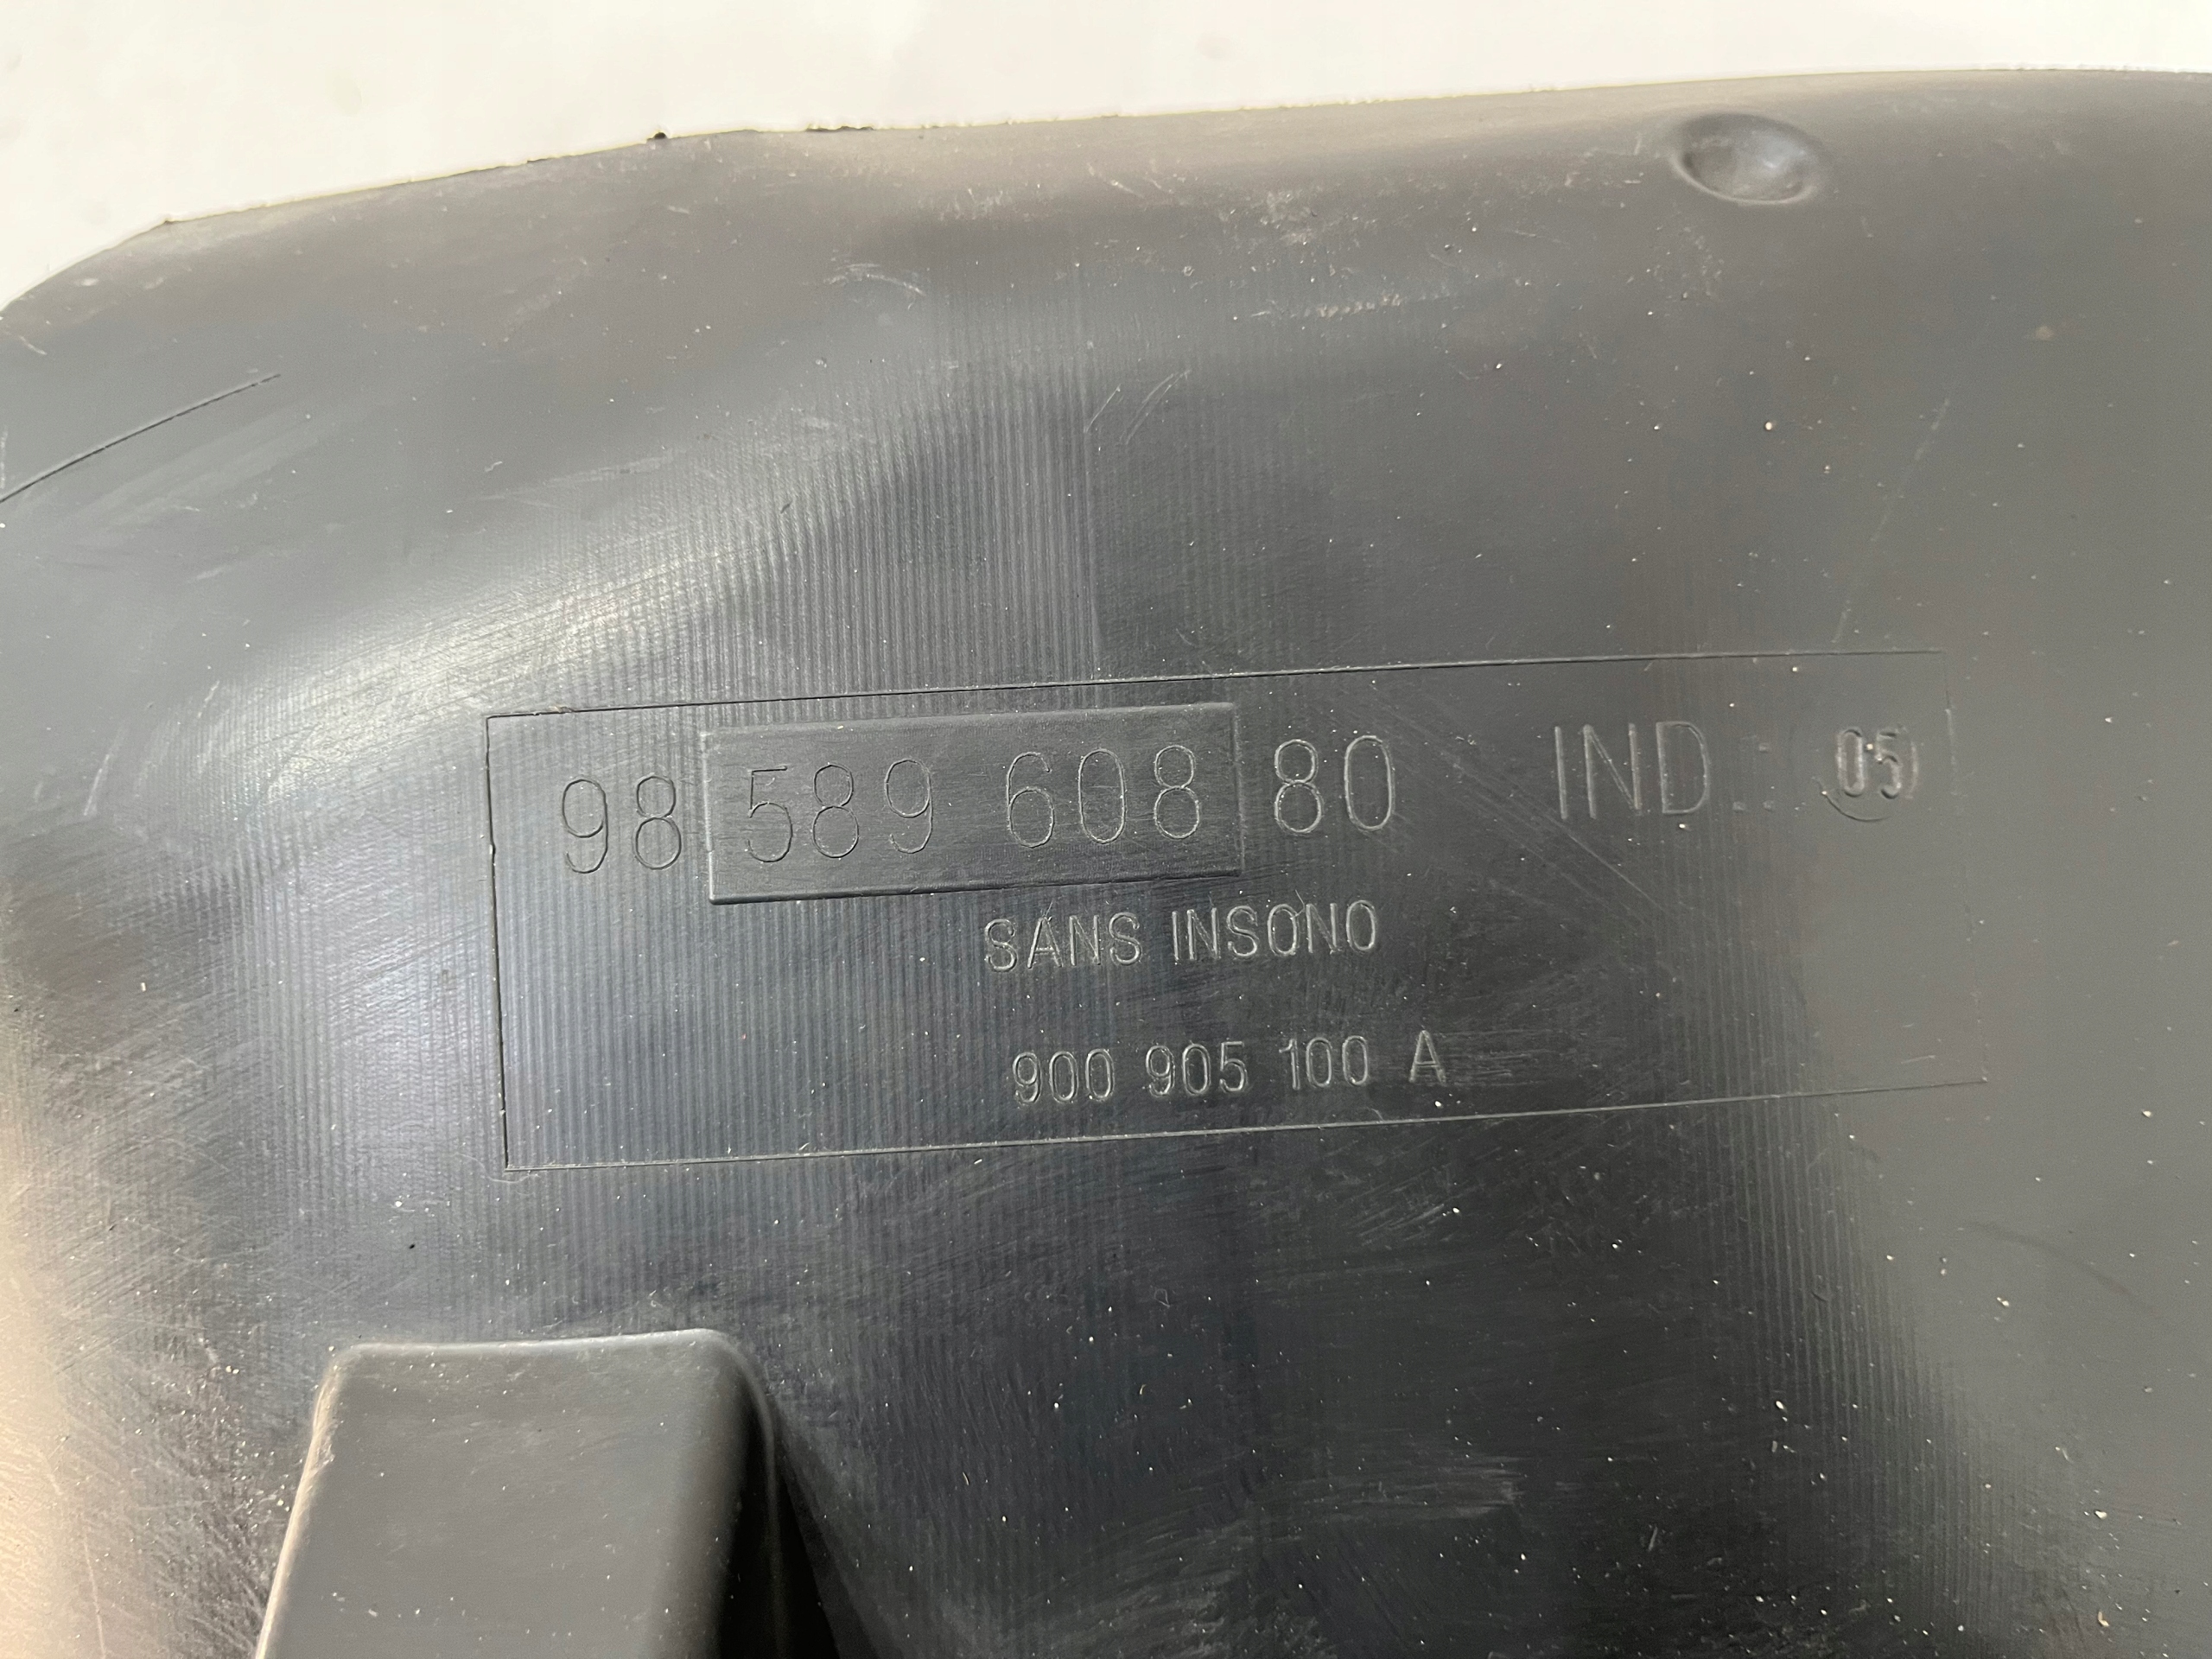 98 589 608 80 IND.: 05
SANS INSONO
900 905 100 A